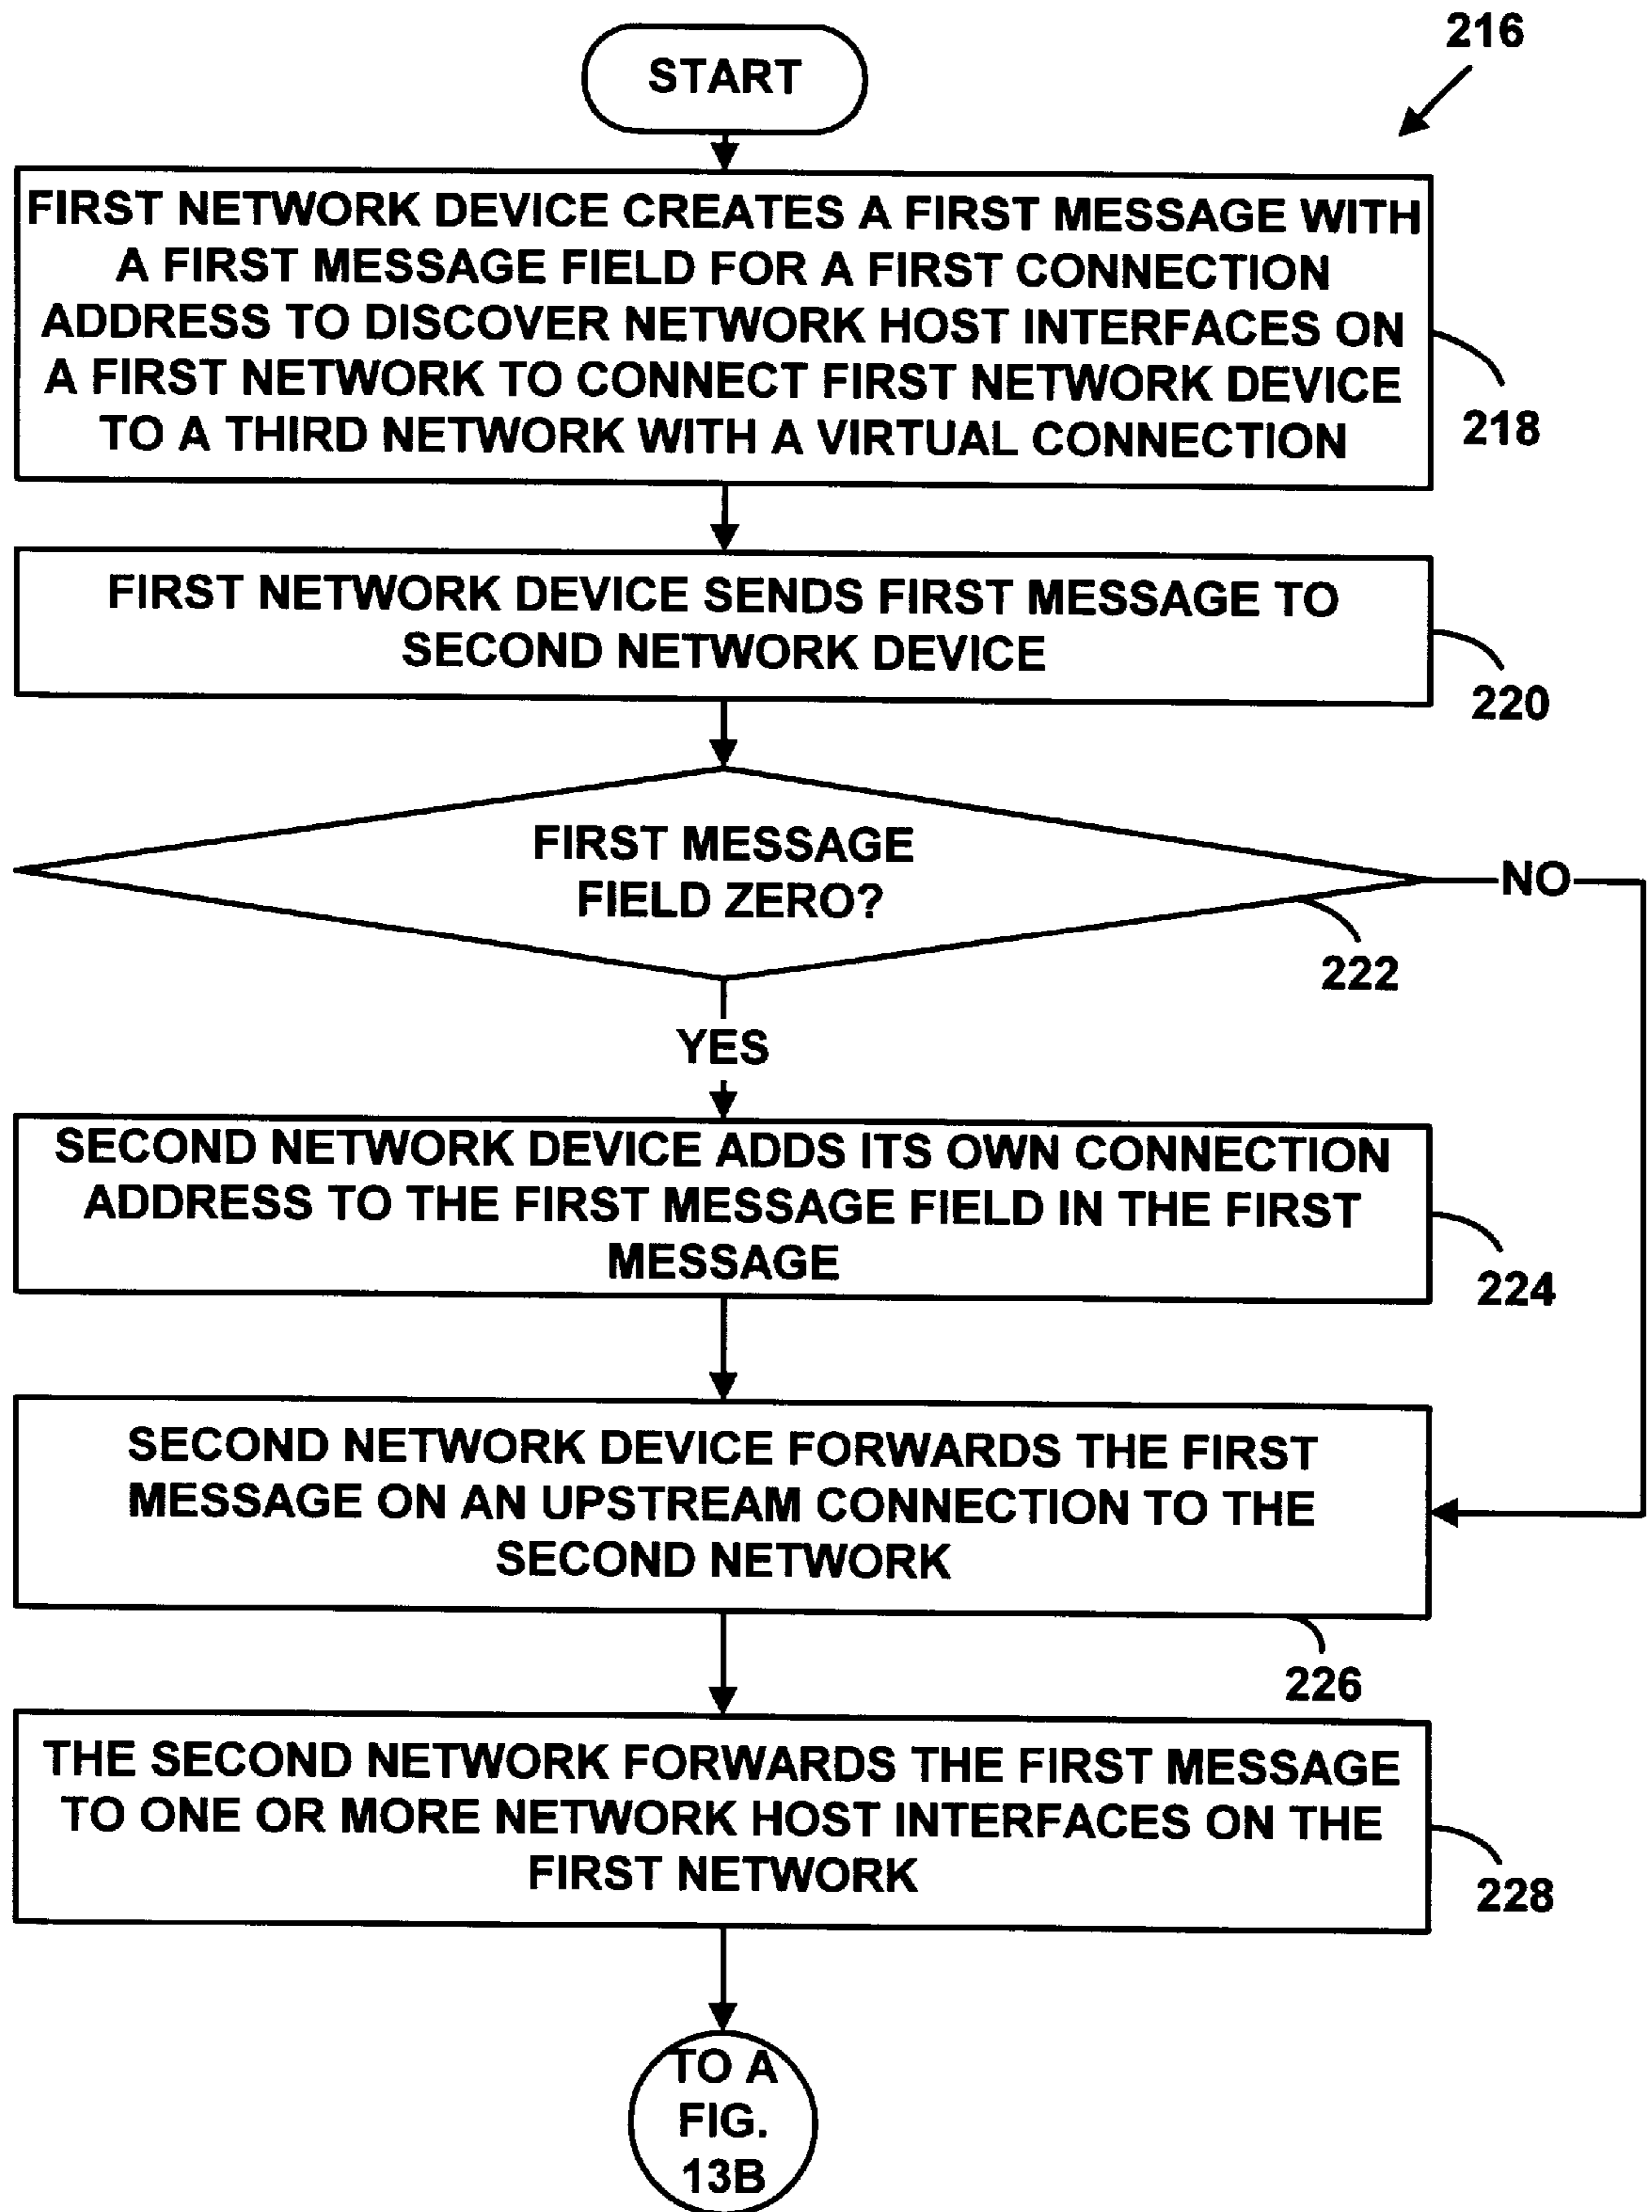 216
START
FIRST NETWORK DEVICE CREATES A FIRST MESSAGE WITH
A FIRST MESSAGE FIELD FOR A FIRST CONNECTION
ADDRESS TO DISCOVER NETWORK HOST INTERFACES ON
A FIRST NETWORK TO CONNECT FIRST NETWORK DEVICE
TO A THIRD NETWORK WITH A VIRTUAL CONNECTION
218
FIRST NETWORK DEVICE SENDS FIRST MESSAGE TO
SECOND NETWORK DEVICE
220
FIRST MESSAGE
FIELD ZERO?
NO
222
YES
SECOND NETWORK DEVICE ADDS ITS OWN CONNECTION
ADDRESS TO THE FIRST MESSAGE FIELD IN THE FIRST
MESSAGE
224
SECOND NETWORK DEVICE FORWARDS THE FIRST
MESSAGE ON AN UPSTREAM CONNECTION TO THE
SECOND NETWORK
226
THE SECOND NETWORK FORWARDS THE FIRST MESSAGE
TO ONE OR MORE NETWORK HOST INTERFACES ON THE
FIRST NETWORK
228
TO A
FIG.
13B